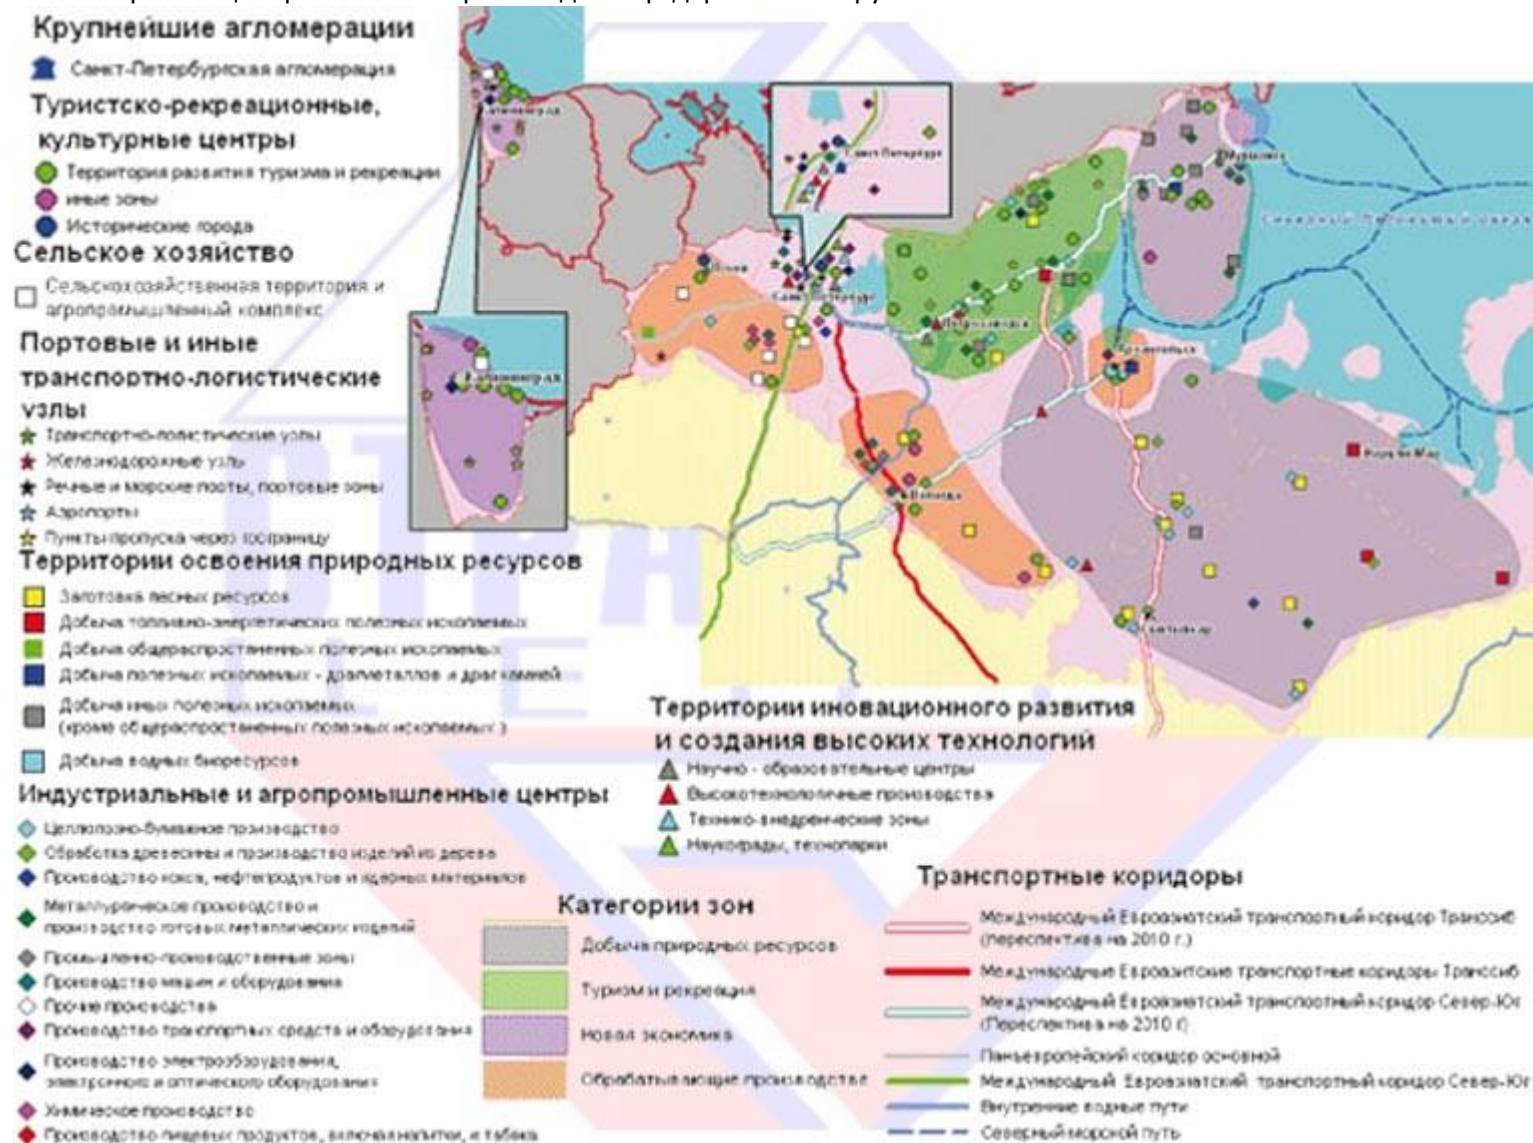 Крупнейшие агломерации
Санкт-Петербургская агломерация
Туристско-рекреационные,
культурные центры
Территория развития туризма и рекреации
иные зоны
Исторические города
Сельское хозяйство
Сельскохозяйственная территория и
агропромышленный комплекс
Портовые и иные
транспортно-логистические
узлы
Транспортно-логистические узлы
Железнодорожные узлы
Речные и морские порты, портовые зоны
Аэропорты
Пункты пропуска через госграницу
Территории освоения природных ресурсов
Заготовка лесных ресурсов
Добыча топливно-энергетических полезных ископаемых
Добыча общераспространенных полезных ископаемых
Добыча полезных ископаемых - драгметаллов и драгкамней
Добыча иных полезных ископаемых
(кроме общераспространенных полезных ископаемых )
Добыча водных биоресурсов
Индустриальные и агропромышленные центры
Целлюлозно-бумажное производство
Обработка древесины и производство изделий из дерева
Производство кокса, нефтепродуктов и ядерных материалов
Металлургическое производство и
производство готовых металлических изделий
Промышленно-производственные зоны
Производство машин и оборудования
Прочие производства
Производство транспортных средств и оборудования
Производство электрооборудования,
электронного и оптического оборудования
Химическое производство
Производство пищевых продуктов, включая напитки, и табака
Калининград
Калининград
Санкт-Петербург
Санкт-Петербург
Псков
Мурманск
Петрозаводск
Архангельск
Вологда
Нарьян-Мар
Сыктывкар
Территории иновационного развития
и создания высоких технологий
Научно - образовательные центры
Высокотехнологичные производства
Технико-внедренческие зоны
Наукограды, технопарки
Категории зон
Добыча природных ресурсов
Туризм и рекреация
Новая экономика
Обрабатывающие производства
Транспортные коридоры
Международный Евроазиатский транспортный коридор Транссиб
(перспектива на 2010 г.)
Международные Евроазитские транспортные коридоры Транссиб
Международный Евроазиатский транспортный коридор Север-Юг
(Перспектива на 2010 г)
Панъевропейский коридор основной
Международный Евроазиатский транспортный коридор Север-Юг
Внутренние водные пути
Северный морской путь